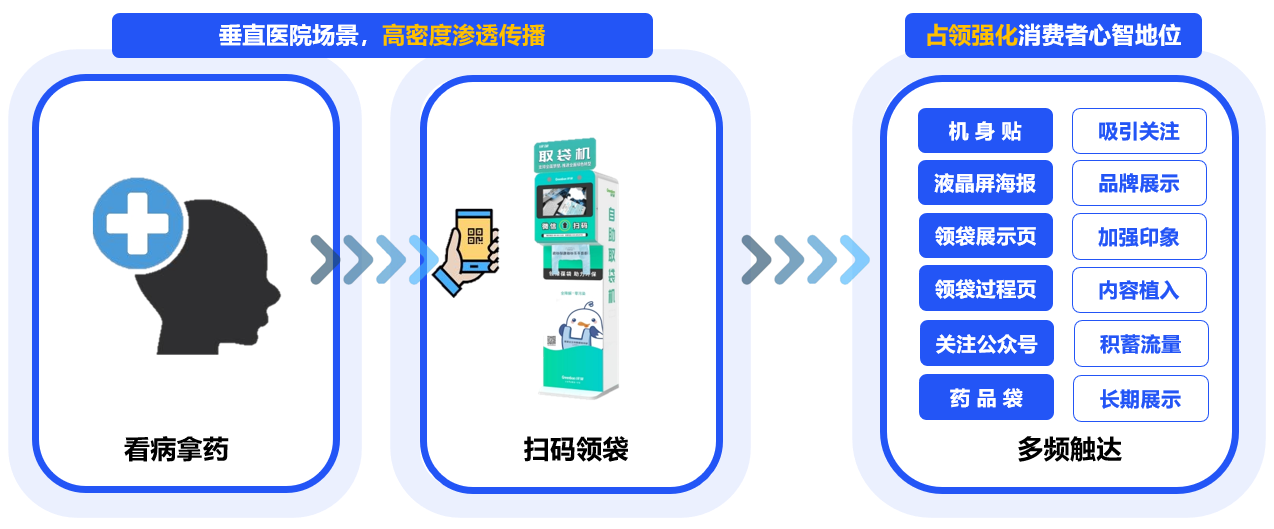 垂直医院场景，高密度渗透传播
占领强化消费者心智地位
取袋机
微信 扫码
自助取袋机
看病拿药
扫码领袋
机身贴 吸引关注
液晶屏海报 品牌展示
领袋展示页 加强印象
领袋过程页 内容植入
关注公众号 积蓄流量
药品袋 长期展示
多频触达